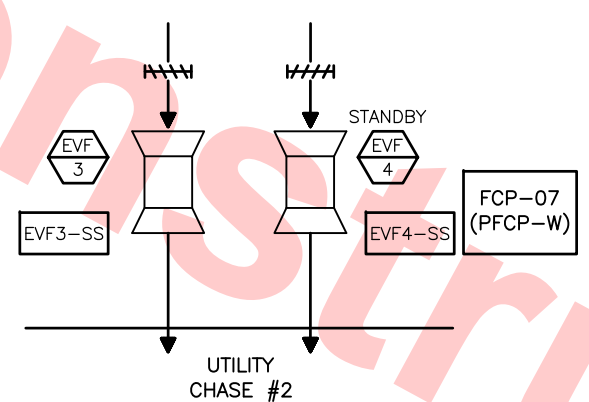 STANDBY
EVF
3
EVF
4
EVF3-SS
EVF4-SS
FCP-07
(PFCP-W)
UTILITY
CHASE #2